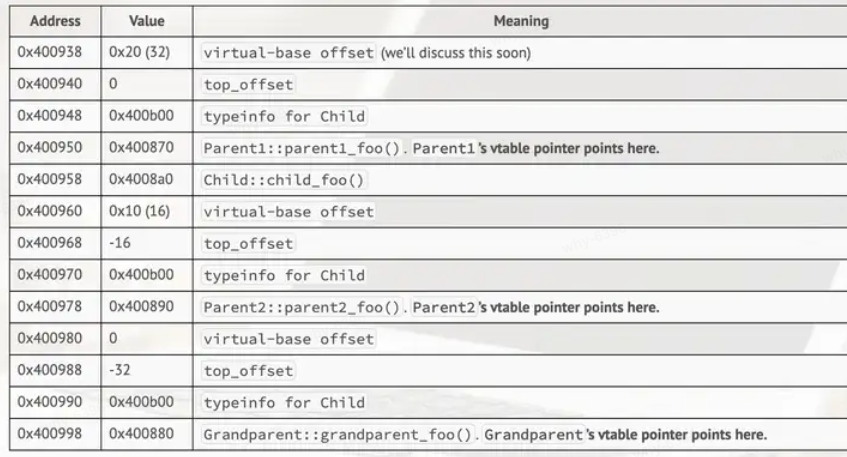 Address Value Meaning
0x400938 0x20 (32) virtual-base offset (we'll discuss this soon)
0x400940 0 top_offset
0x400948 0x400b00 typeinfo for Child
0x400950 0x400870 Parent1::parent1_foo(). Parent1's vtable pointer points here.
0x400958 0x4008a0 Child::child_foo()
0x400960 0x10 (16) virtual-base offset
0x400968 -16 top_offset
0x400970 0x400b00 typeinfo for Child
0x400978 0x400890 Parent2::parent2_foo(). Parent2's vtable pointer points here.
0x400980 0 virtual-base offset
0x400988 -32 top_offset
0x400990 0x400b00 typeinfo for Child
0x400998 0x400880 Grandparent::grandparent_foo(). Grandparent's vtable pointer points here.